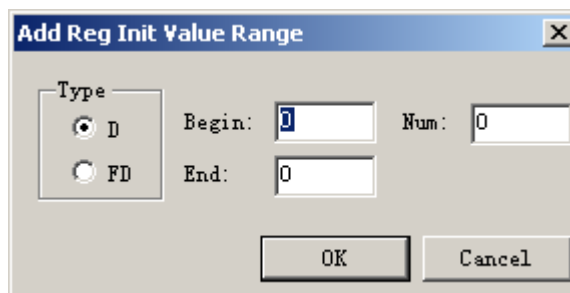 Add Reg Init Value Range
Type
D
Begin: 0
Num: 0
FD
End: 0
OK
Cancel